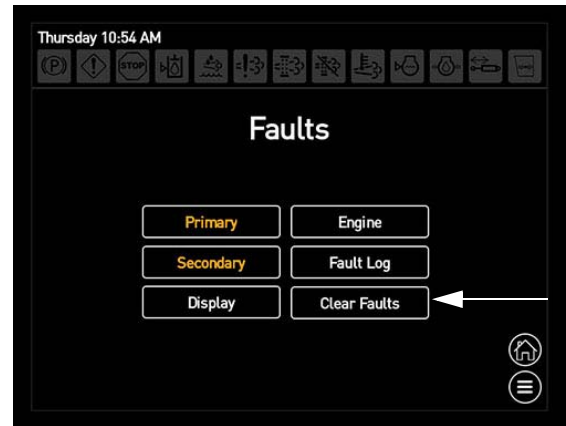 Thursday 10:54 AM
STOP
Faults
Primary
Engine
Secondary
Fault Log
Display
Clear Faults